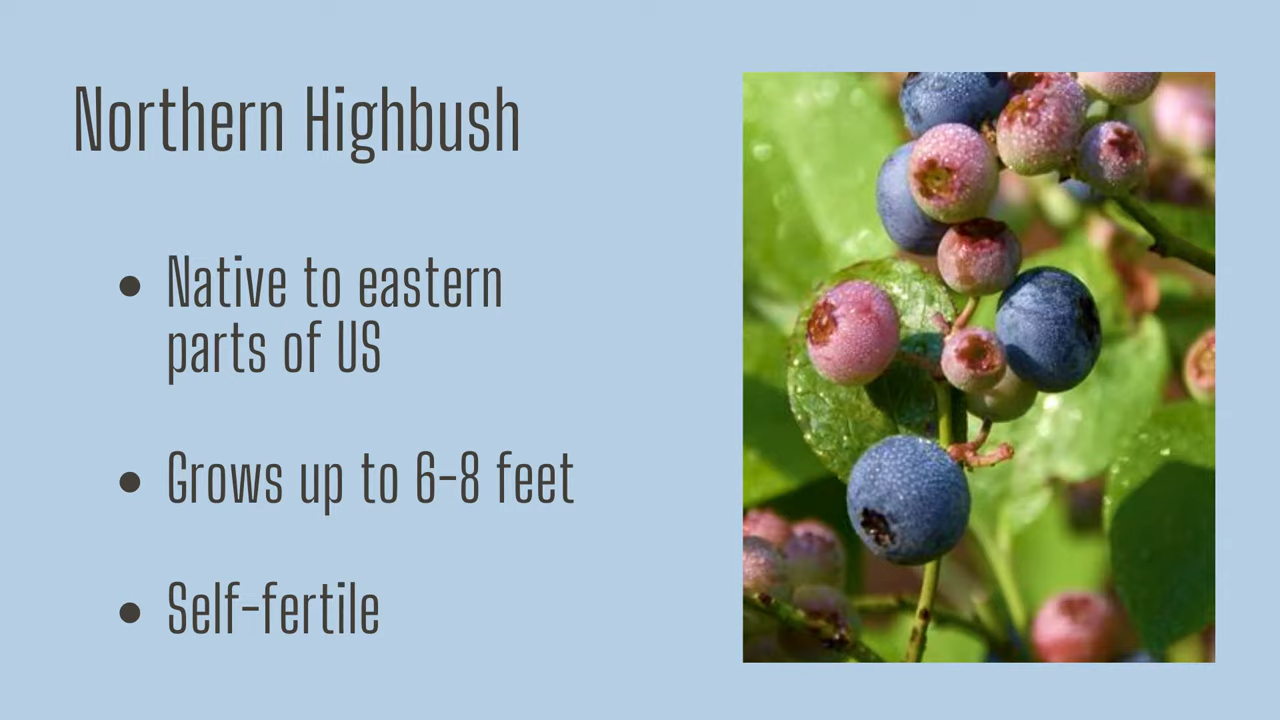 Northern Highbush
• Native to eastern
parts of US
• Grows up to 6-8 feet
• Self-fertile